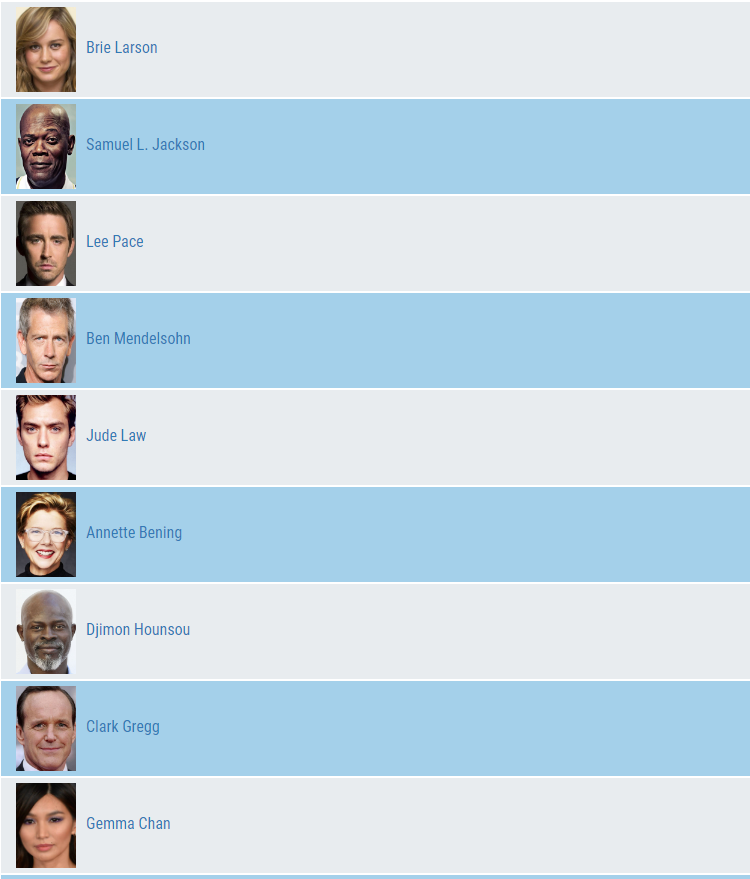 Brie Larson
Samuel L. Jackson
Lee Pace
Ben Mendelsohn
Jude Law
Annette Bening
Djimon Hounsou
Clark Gregg
Gemma Chan